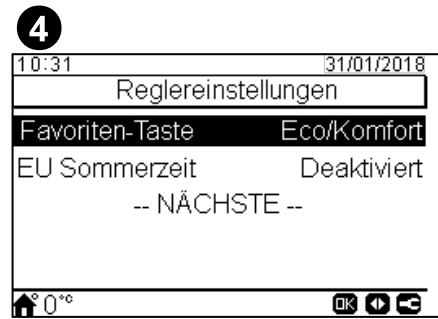 4
10:31 31/01/2018
Reglereinstellungen
Favoriten-Taste Eco/Komfort
EU Sommerzeit Deaktiviert
-- NÄCHSTE --
0°C OK